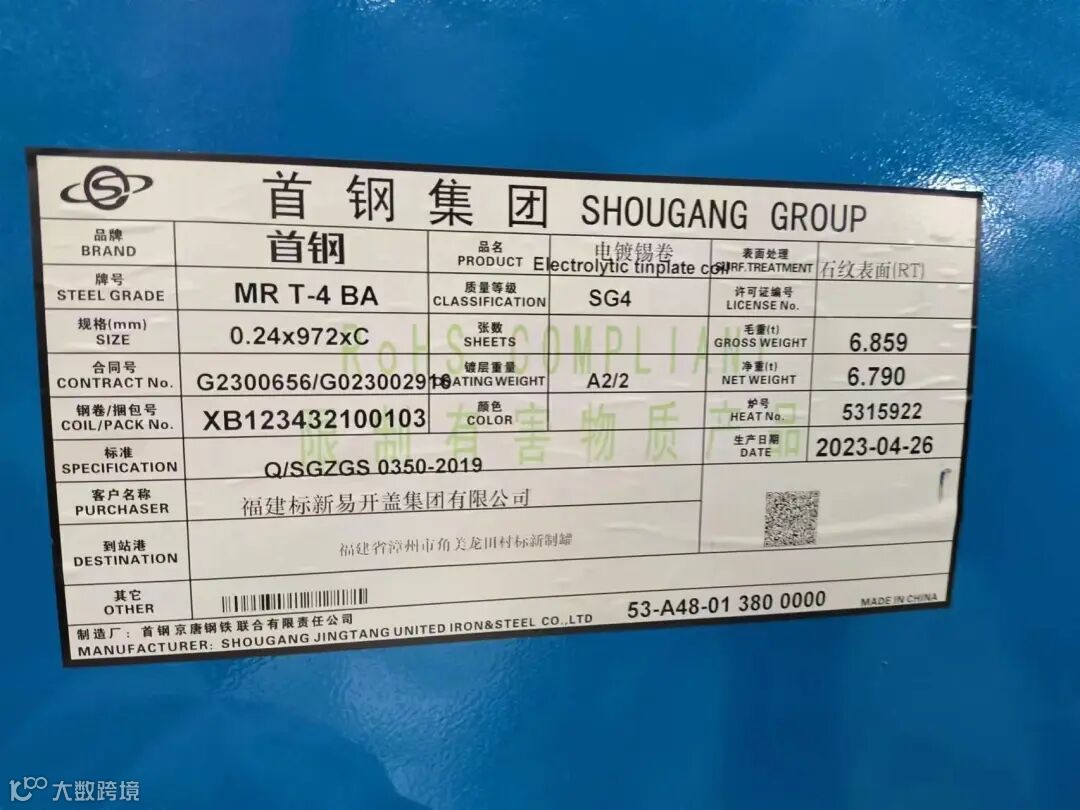 首钢集团 SHOUGANG GROUP
品牌 BRAND 首钢 品名 PRODUCT 电镀锡卷 Electrolytic tinplate coil 表面处理 SURF.TREATMENT 石纹表面(RT)
牌号 STEEL GRADE MR T-4 BA 质量等级 CLASSIFICATION SG4 许可证编号 LICENSE No.
规格(mm) SIZE 0.24x972xC 张数 SHEETS 毛重(t) GROSS WEIGHT 6.859
合同号 CONTRACT No. G2300656/G023002916 镀层重量 COATING WEIGHT A2/2 净重(t) NET WEIGHT 6.790
钢卷/捆包号 COIL/PACK No. XB123432100103 颜色 COLOR 炉号 HEAT No. 5315922
RoHS COMPLIAN
限制有害物质产品
标准 SPECIFICATION Q/SGZGS 0350-2019 生产日期 DATE 2023-04-26
客户名称 PURCHASER 福建标新易开盖集团有限公司
到站港 DESTINATION 福建省漳州市角美龙田村标新制罐
其它 OTHER
53-A48-01 380 0000 MADE IN CHINA
制造厂：首钢京唐钢铁联合有限责任公司
MANUFACTURER: SHOUGANG JINGTANG UNITED IRON&STEEL CO.,LTD
大数跨境